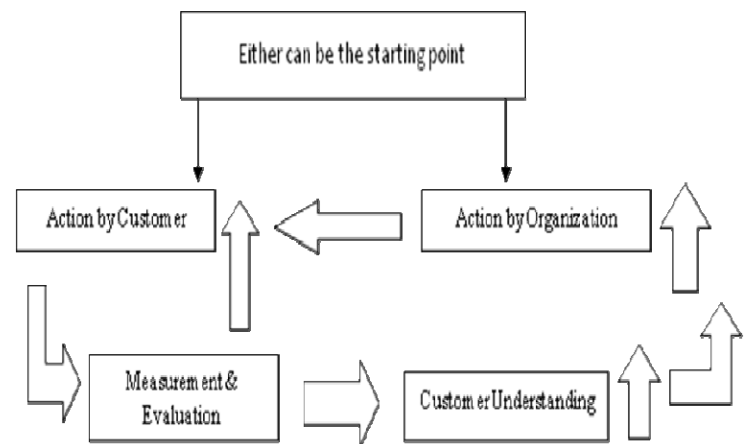 Either can be the starting point
Action by Customer
Action by Organization
Measurement &
Evaluation
Customer Understanding